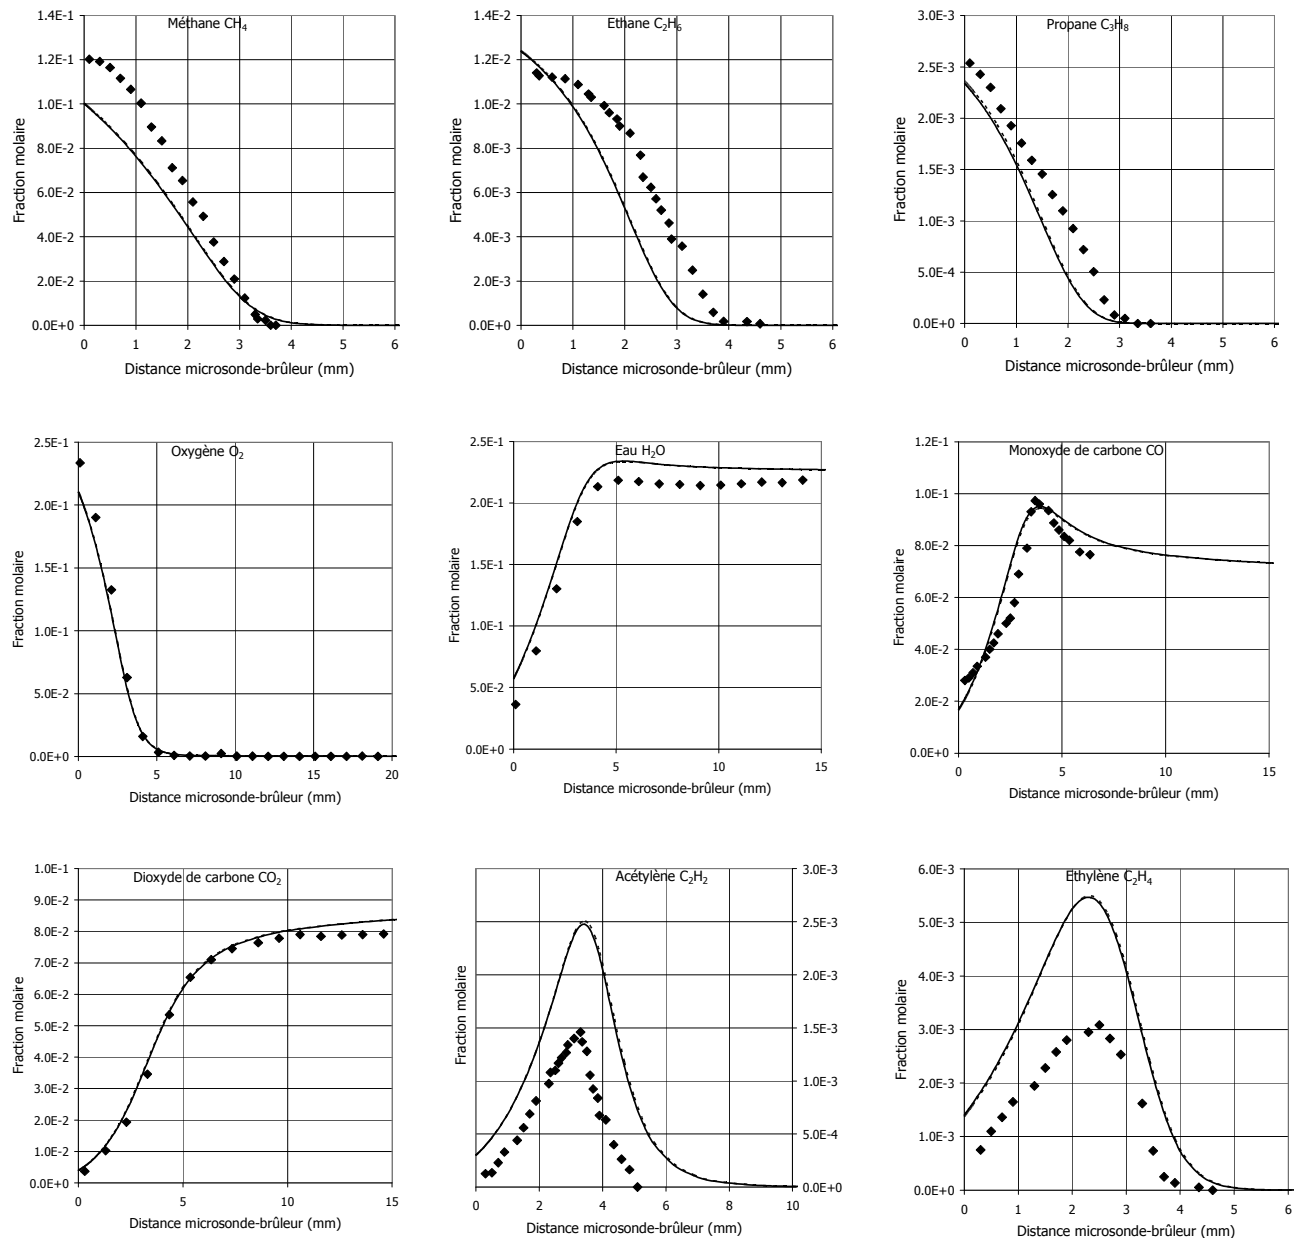 Méthane CH4
1.4E-1
1.2E-1
1.0E-1
8.0E-2
6.0E-2
4.0E-2
2.0E-2
0.0E+0
Fraction molaire
0 1 2 3 4 5 6
Distance microsonde-brûleur (mm)
Ethane C2H6
1.4E-2
1.2E-2
1.0E-2
8.0E-3
6.0E-3
4.0E-3
2.0E-3
0.0E+0
Fraction molaire
0 1 2 3 4 5 6
Distance microsonde-brûleur (mm)
Propane C3H8
3.0E-3
2.5E-3
2.0E-3
1.5E-3
1.0E-3
5.0E-4
0.0E+0
Fraction molaire
0 1 2 3 4 5 6
Distance microsonde-brûleur (mm)
Oxygène O2
2.5E-1
2.0E-1
1.5E-1
1.0E-1
5.0E-2
0.0E+0
Fraction molaire
0 5 10 15 20
Distance microsonde-brûleur (mm)
Eau H2O
2.5E-1
2.0E-1
1.5E-1
1.0E-1
5.0E-2
0.0E+0
Fraction molaire
0 5 10 15
Distance microsonde-brûleur (mm)
Monoxyde de carbone CO
1.2E-1
1.0E-1
8.0E-2
6.0E-2
4.0E-2
2.0E-2
0.0E+0
Fraction molaire
0 5 10 15
Distance microsonde-brûleur (mm)
Dioxyde de carbone CO2
1.0E-1
9.0E-2
8.0E-2
7.0E-2
6.0E-2
5.0E-2
4.0E-2
3.0E-2
2.0E-2
1.0E-2
0.0E+0
Fraction molaire
0 5 10 15
Distance microsonde-brûleur (mm)
Acétylène C2H2
3.0E-3
2.5E-3
2.0E-3
1.5E-3
1.0E-3
5.0E-4
0.0E+0
Fraction molaire
0 2 4 6 8 10
Distance microsonde-brûleur (mm)
Ethylène C2H4
6.0E-3
5.0E-3
4.0E-3
3.0E-3
2.0E-3
1.0E-3
0.0E+0
Fraction molaire
0 1 2 3 4 5 6
Distance microsonde-brûleur (mm)